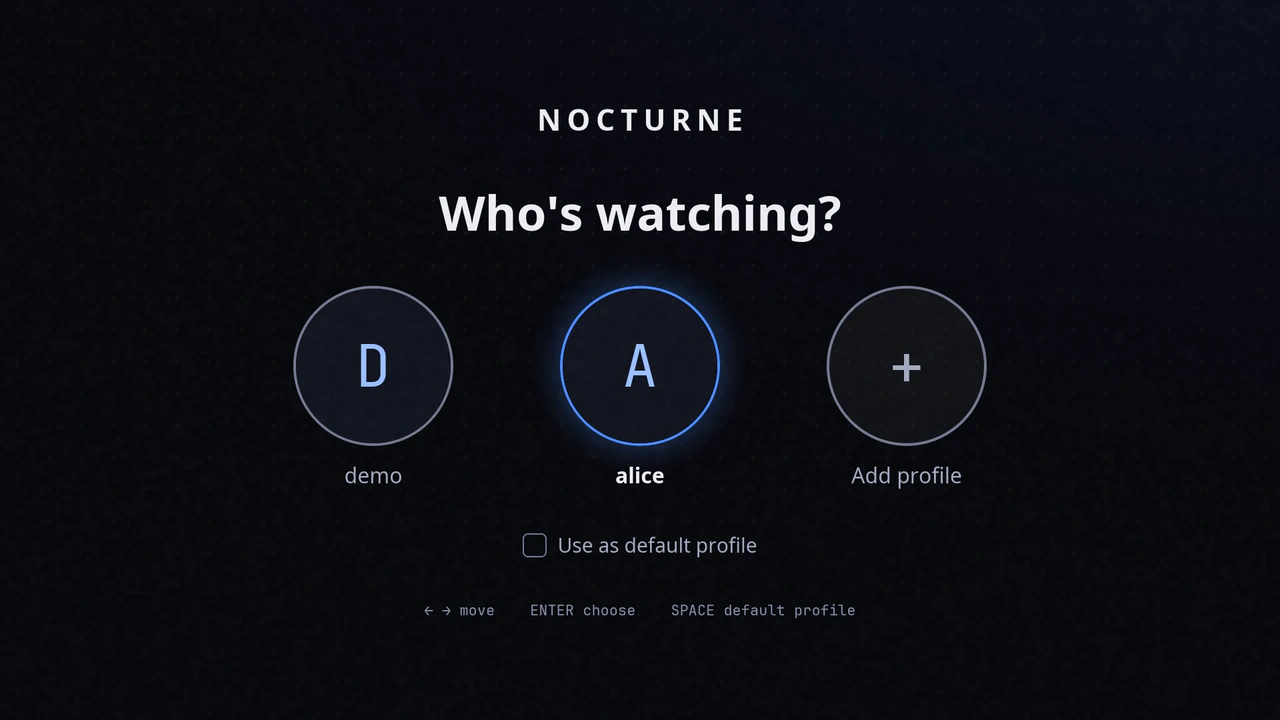 NOCTURNE
Who's watching?
D A +
demo alice Add profile
Use as default profile
← → move ENTER choose SPACE default profile